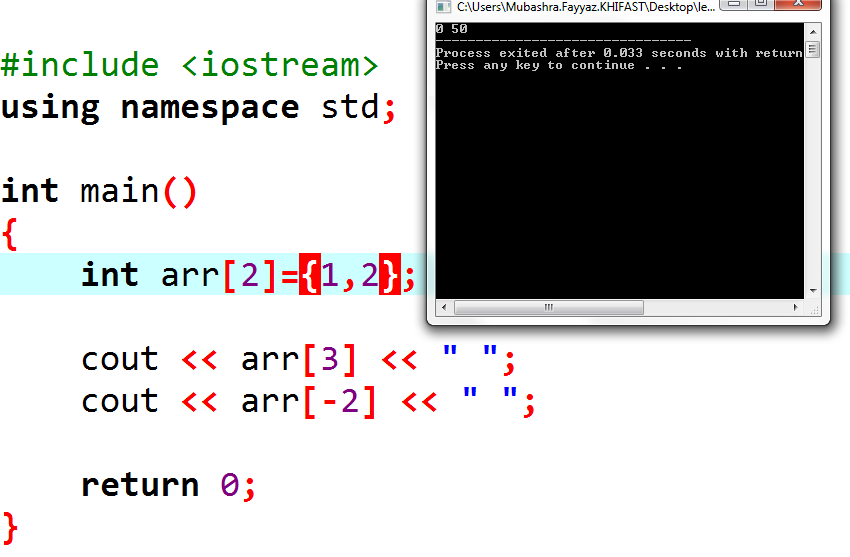 C:\Users\Mubashra.Fayyaz.KHIFAST\Desktop\le...
0 50
--------------------------------
Process exited after 0.033 seconds with return
Press any key to continue . . .
#include <iostream>
using namespace std;
int main()
{
int arr[2]={1,2};
cout << arr[3] << " ";
cout << arr[-2] << " ";
return 0;
}